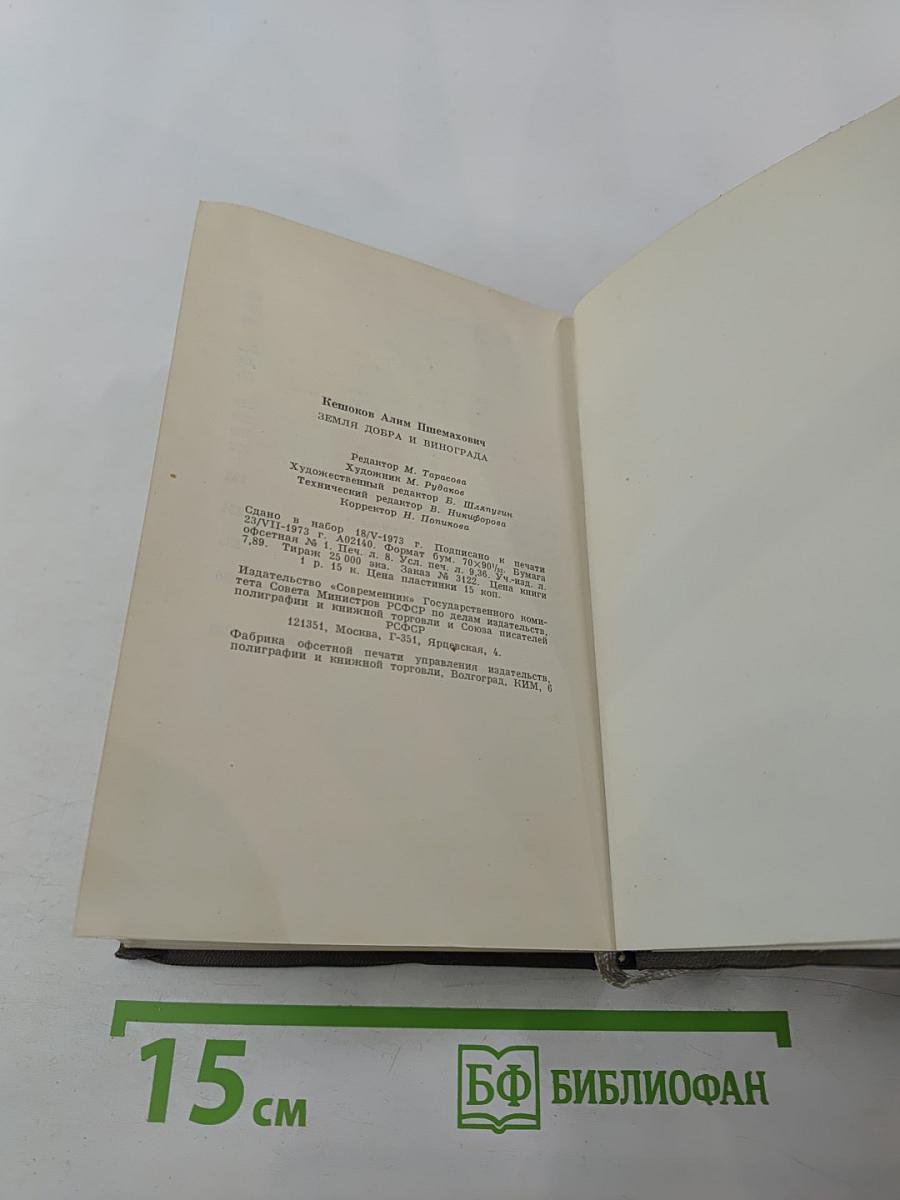 Кешоков Алим Пшемахович
ЗЕМЛЯ ДОБРА И ВИНОГРАДА
Редактор М. Тарасова
Художник М. Рудаков
Художественный редактор Б. Шляпугин
Технический редактор В. Никифорова
Корректор Н. Попикова
Сдано в набор 18/V-1973 г. Подписано к печати
23/VII-1973 г. А02140. Формат бум. 70×90¹/₃₂. Бумага
офсетная № 1. Печ. л. 8. Усл. печ. л. 9,36. Уч.-изд. л.
7,89. Тираж 25 000 экз. Заказ № 3122. Цена книги
1 р. 15 к. Цена пластинки 15 коп.
Издательство «Современник» Государственного коми-
тета Совета Министров РСФСР по делам издательств,
полиграфии и книжной торговли и Союза писателей
РСФСР
121351, Москва, Г-351, Ярцевская, 4.
Фабрика офсетной печати управления издательств,
полиграфии и книжной торговли, Волгоград, КИМ, 6
15 см
БФ БИБЛИОФАН